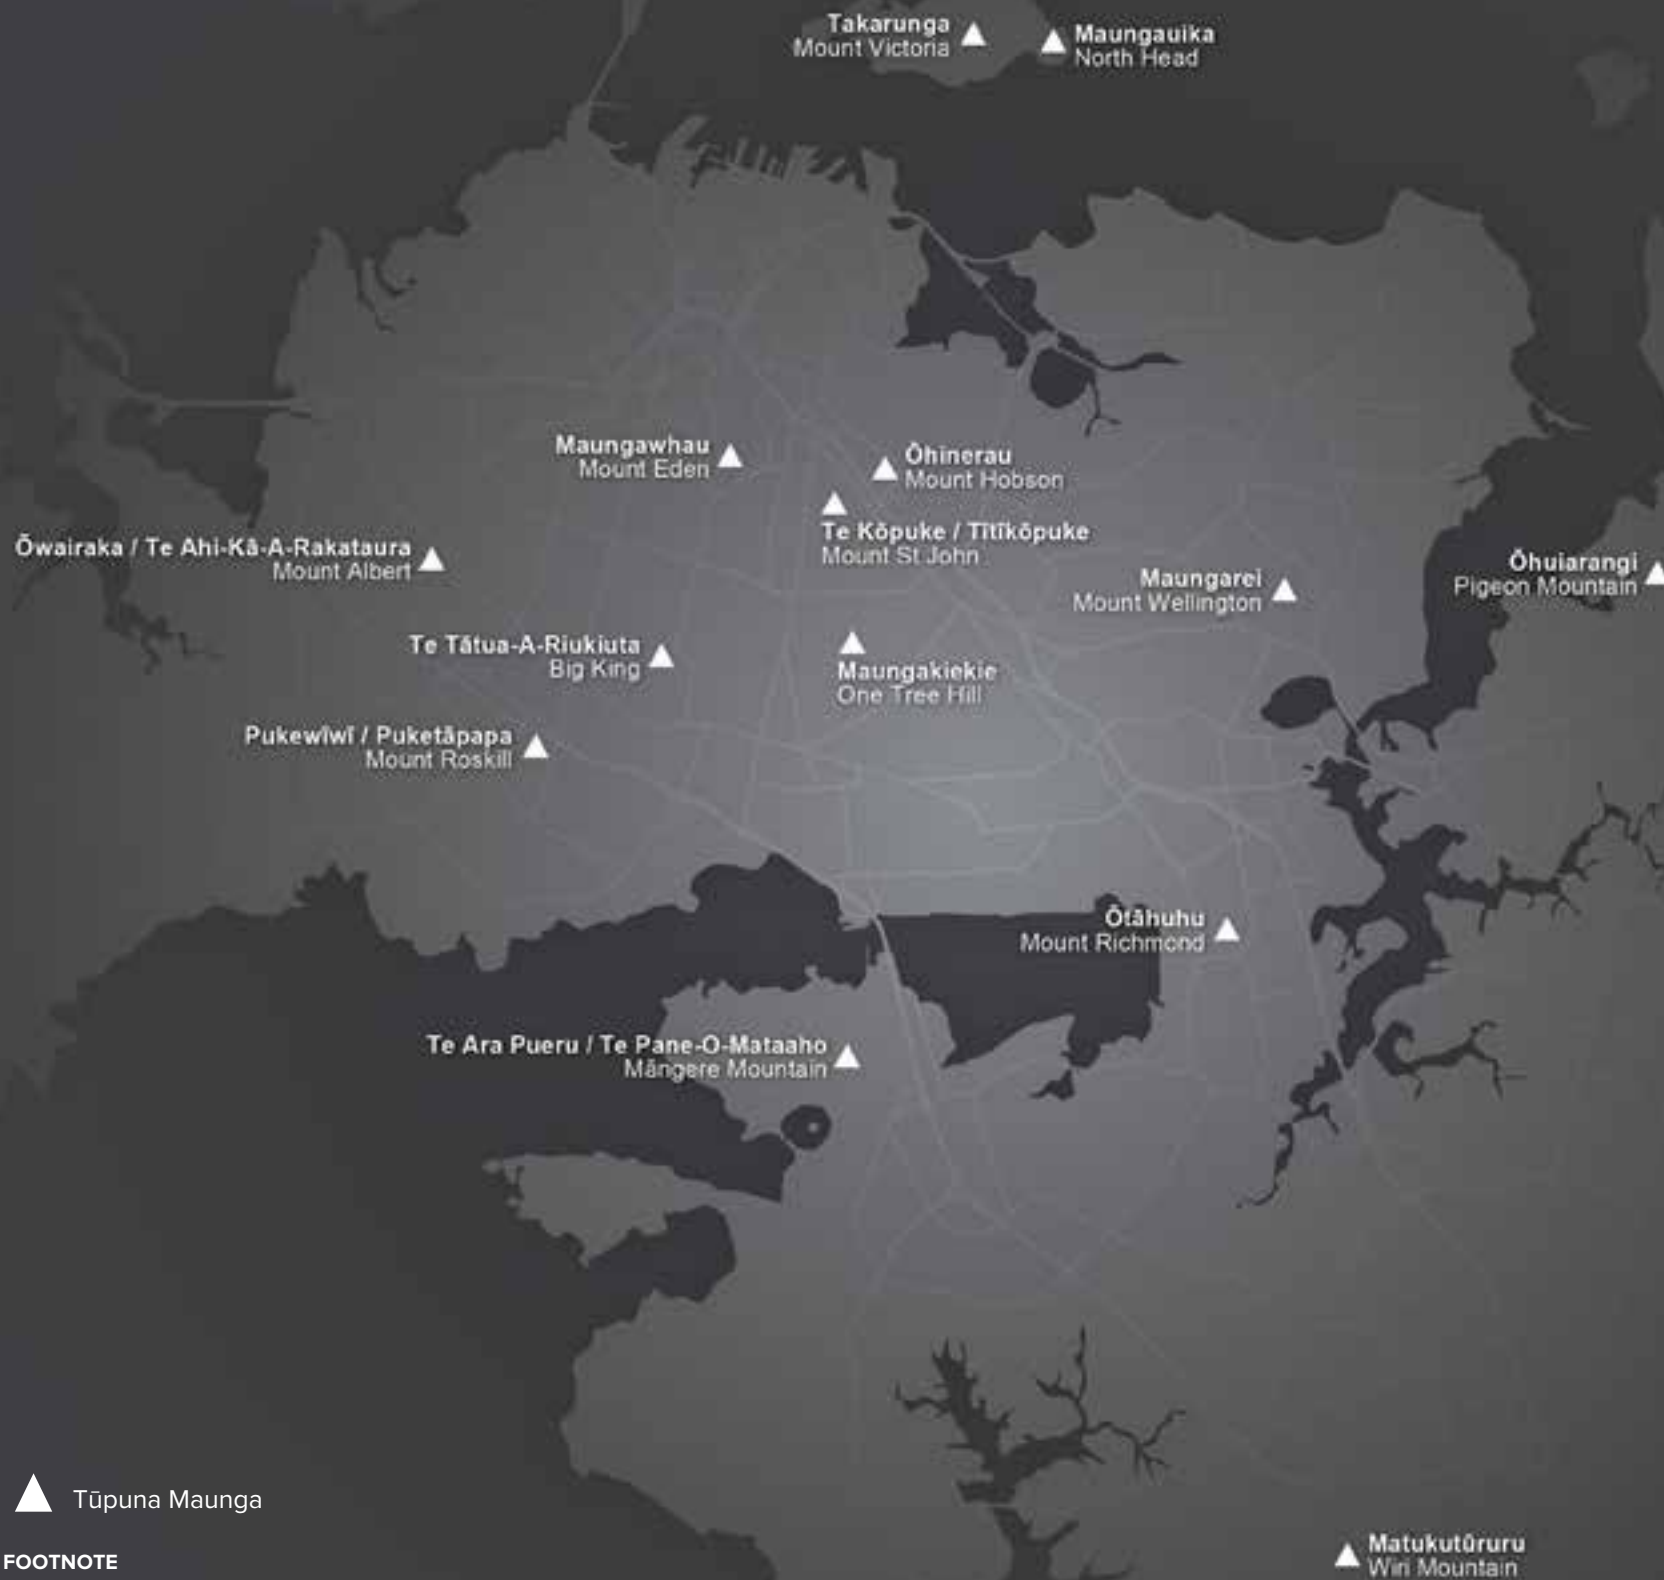 Takarunga
Mount Victoria
Maungauika
North Head
Maungawhau
Mount Eden
Ōhinerau
Mount Hobson
Te Kōpuke / Tītīkōpuke
Mount St John
Ōwairaka / Te Ahi-Kā-A-Rakataura
Mount Albert
Maungarei
Mount Wellington
Ōhuiarangi
Pigeon Mountain
Te Tātua-A-Riukiuta
Big King
Maungakiekie
One Tree Hill
Pukewīwī / Puketāpapa
Mount Roskill
Ōtāhuhu
Mount Richmond
Te Ara Pueru / Te Pane-O-Mataaho
Māngere Mountain
Tūpuna Maunga
FOOTNOTE
Matukutūruru
Wiri Mountain